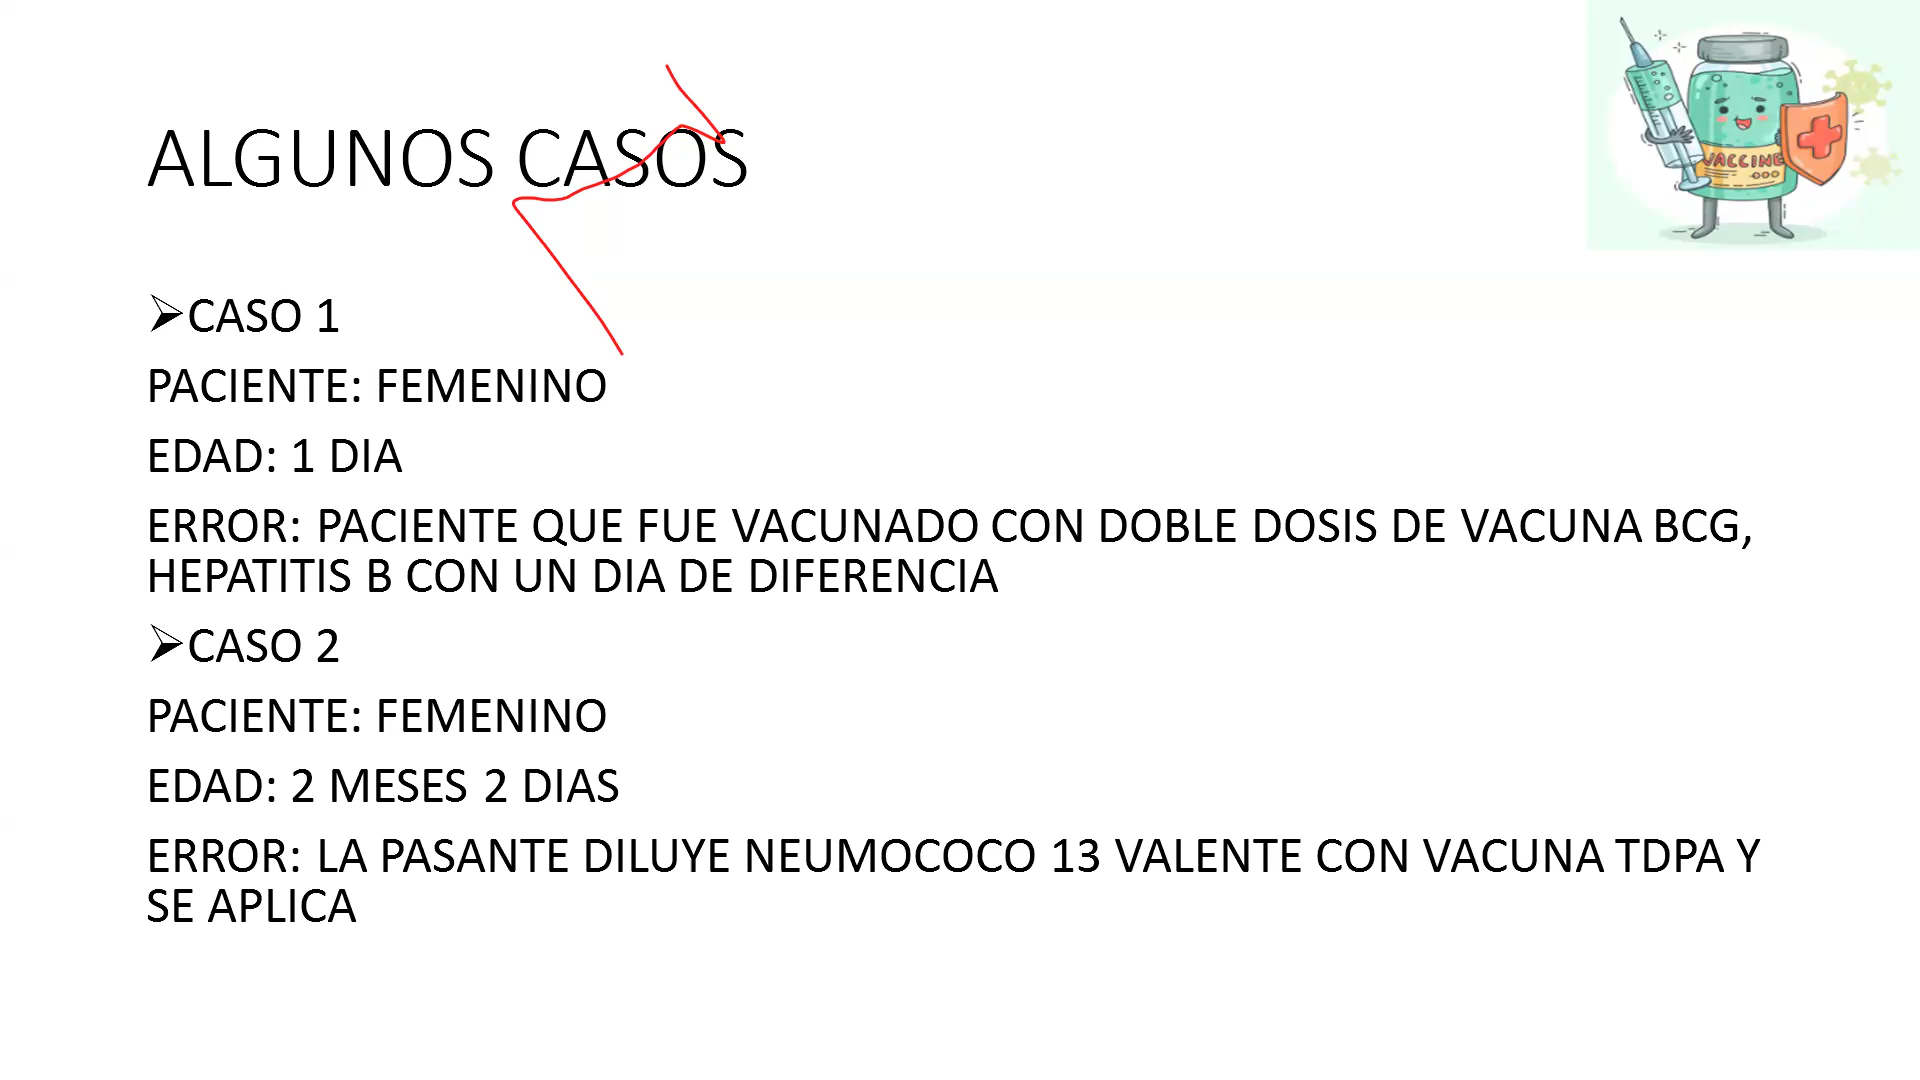 ALGUNOS CASOS
VACCINE
➢CASO 1
PACIENTE: FEMENINO
EDAD: 1 DIA
ERROR: PACIENTE QUE FUE VACUNADO CON DOBLE DOSIS DE VACUNA BCG,
HEPATITIS B CON UN DIA DE DIFERENCIA
➢CASO 2
PACIENTE: FEMENINO
EDAD: 2 MESES 2 DIAS
ERROR: LA PASANTE DILUYE NEUMOCOCO 13 VALENTE CON VACUNA TDPA Y
SE APLICA